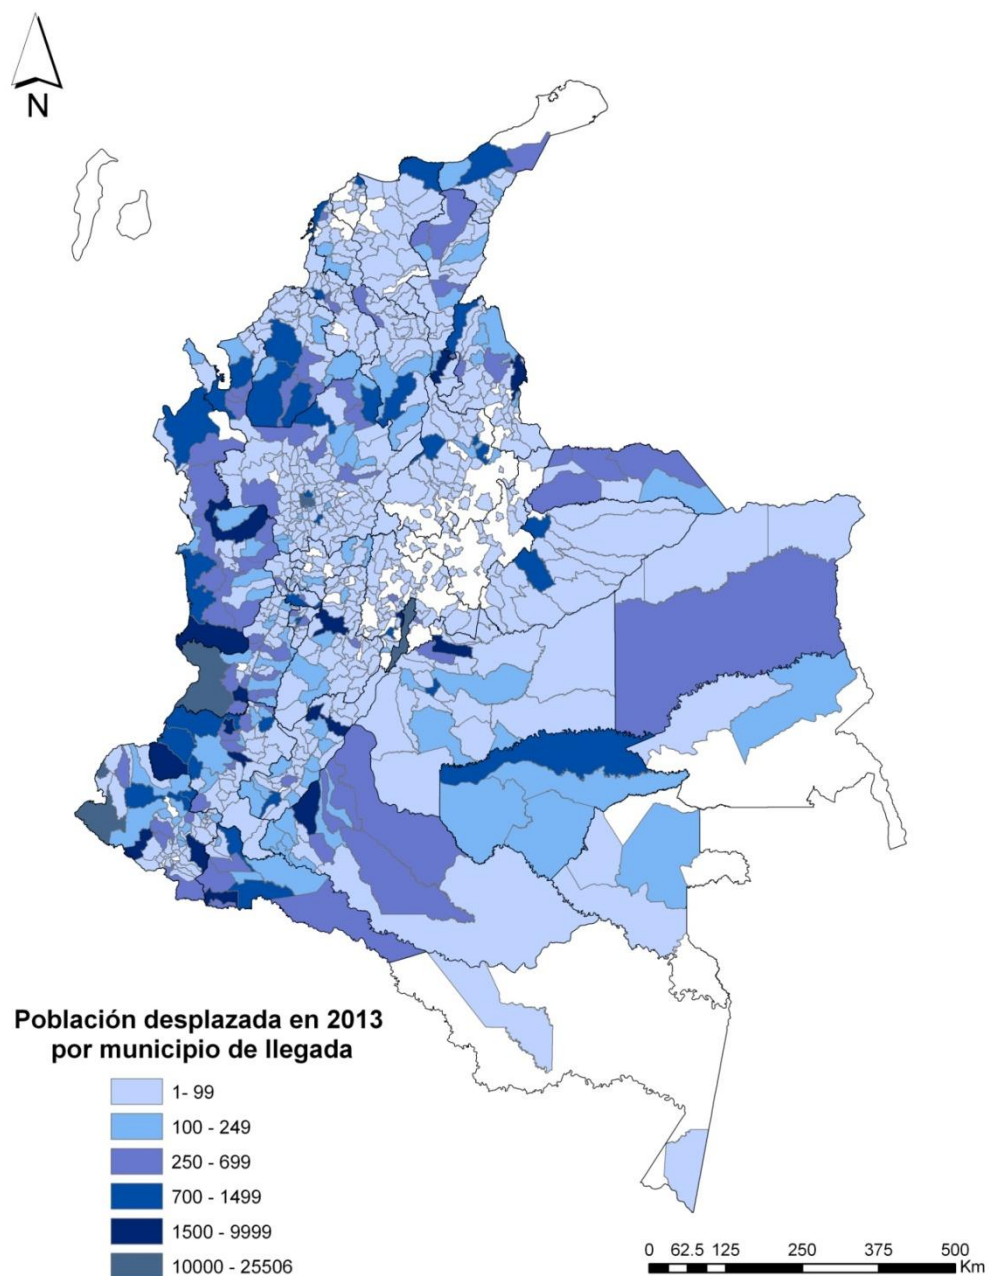 N
Población desplazada en 2013
por municipio de llegada
1- 99
100 - 249
250 - 699
700 - 1499
1500 - 9999
10000 - 25506
0 62.5 125 250 375 500
Km